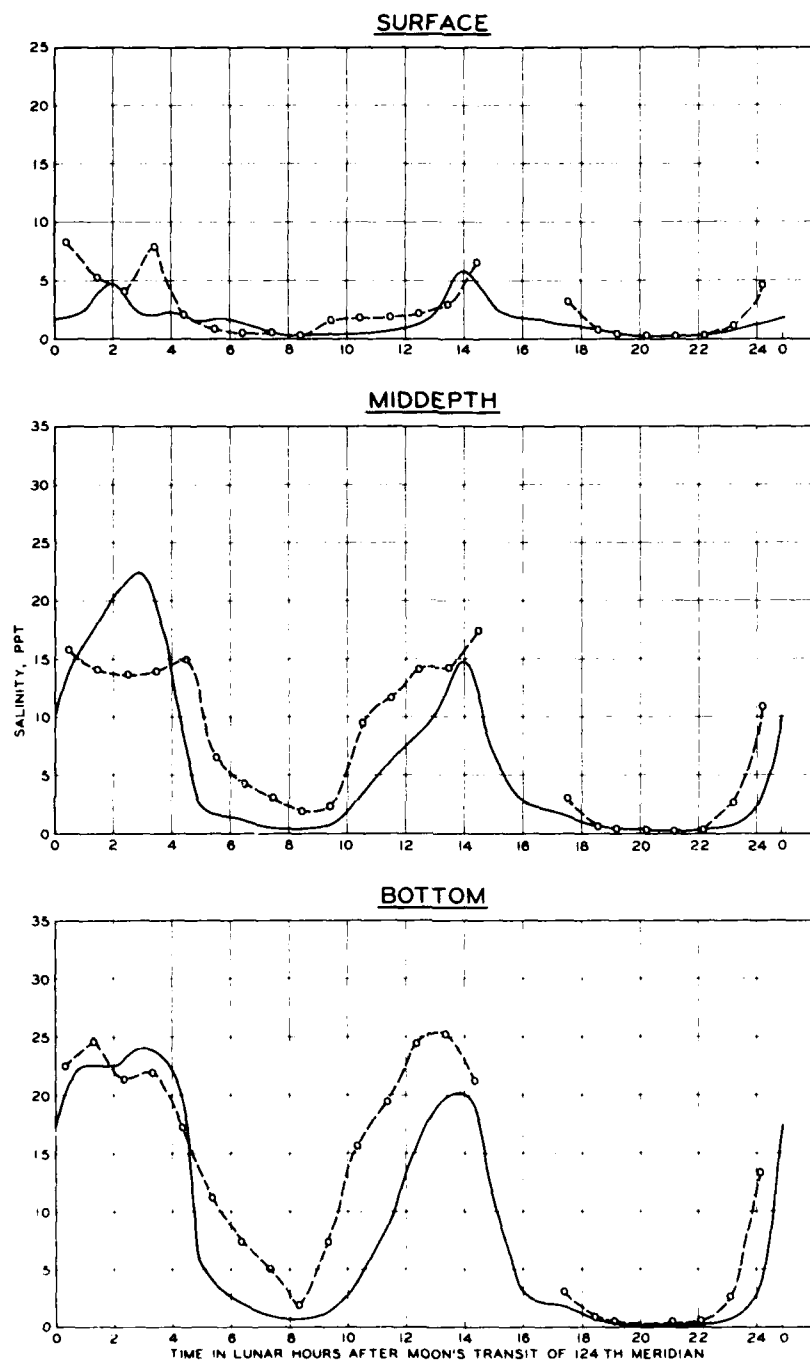 SURFACE
25
20
15
10
5
0
0 2 4 6 8 10 12 14 16 18 20 22 24 0
MIDDEPTH
35
30
25
20
15
10
5
0
SALINITY, PPT
0 2 4 6 8 10 12 14 16 18 20 22 24 0
BOTTOM
35
30
25
20
15
10
5
0
0 2 4 6 8 10 12 14 16 18 20 22 24 0
TIME IN LUNAR HOURS AFTER MOON'S TRANSIT OF 124 TH MERIDIAN